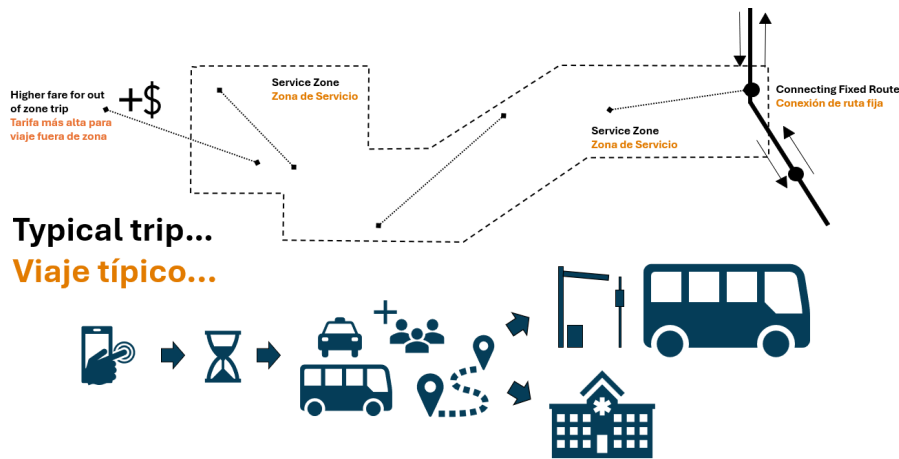 Higher fare for out
of zone trip
Tarifa más alta para
viaje fuera de zona
+$
Service Zone
Zona de Servicio
Service Zone
Zona de Servicio
Connecting Fixed Route
Conexión de ruta fija
Typical trip...
Viaje típico...
+